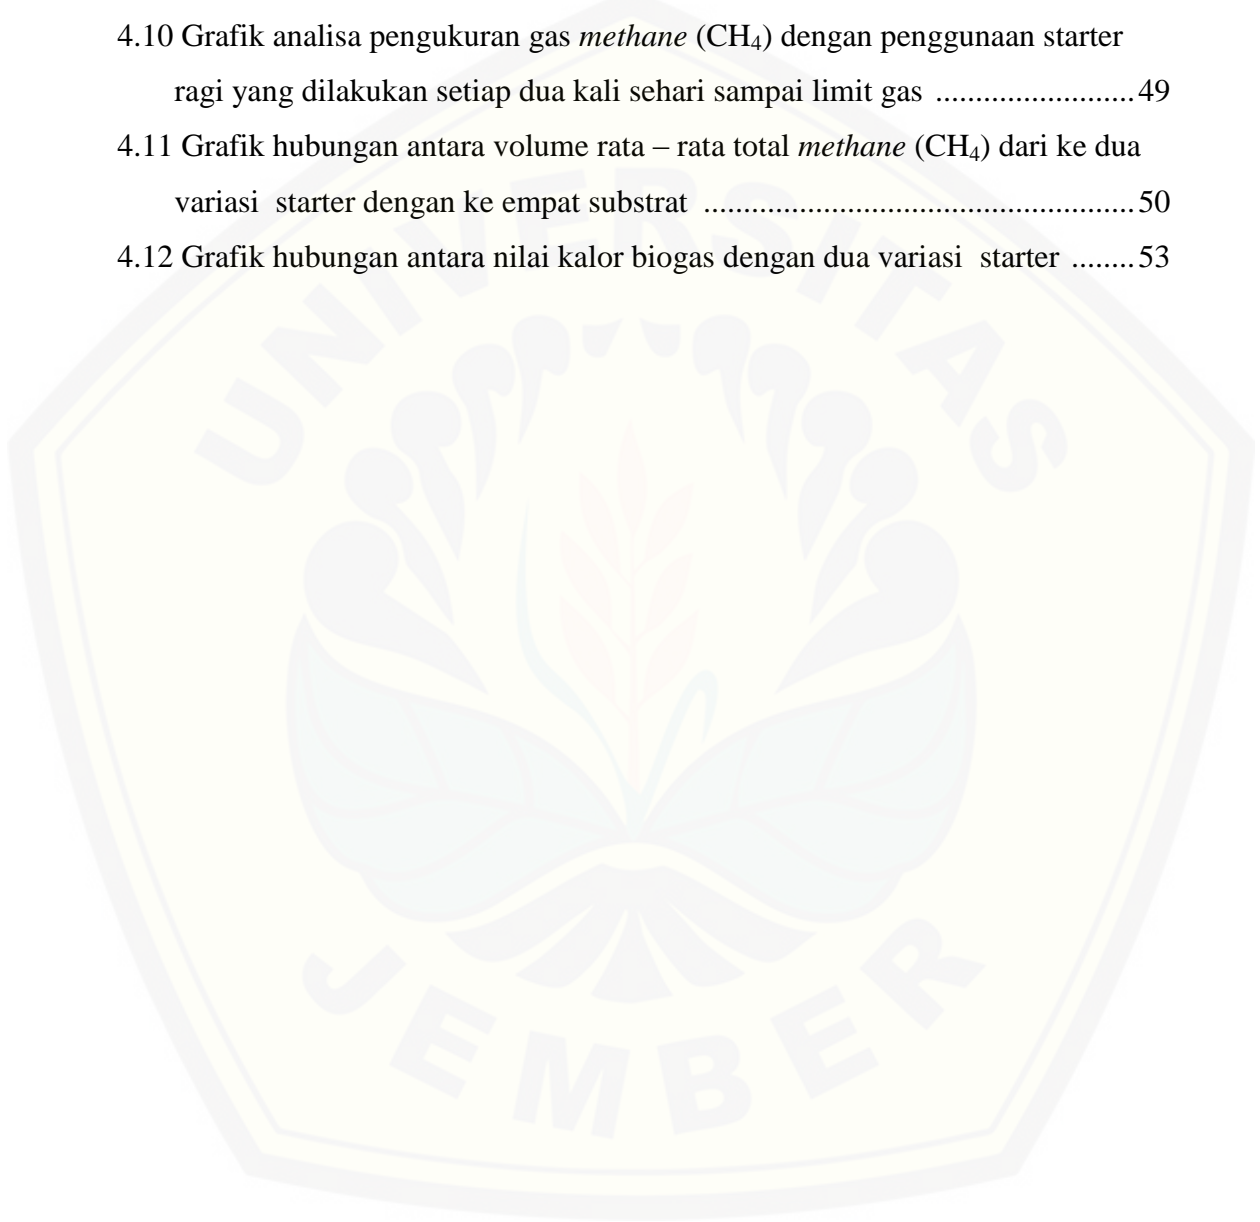 4.10 Grafik analisa pengukuran gas methane (CH₄) dengan penggunaan starter
ragi yang dilakukan setiap dua kali sehari sampai limit gas .........................49
4.11 Grafik hubungan antara volume rata – rata total methane (CH₄) dari ke dua
variasi starter dengan ke empat substrat ......................................................50
4.12 Grafik hubungan antara nilai kalor biogas dengan dua variasi starter ........53
UNIVERSITAS
JEMBER